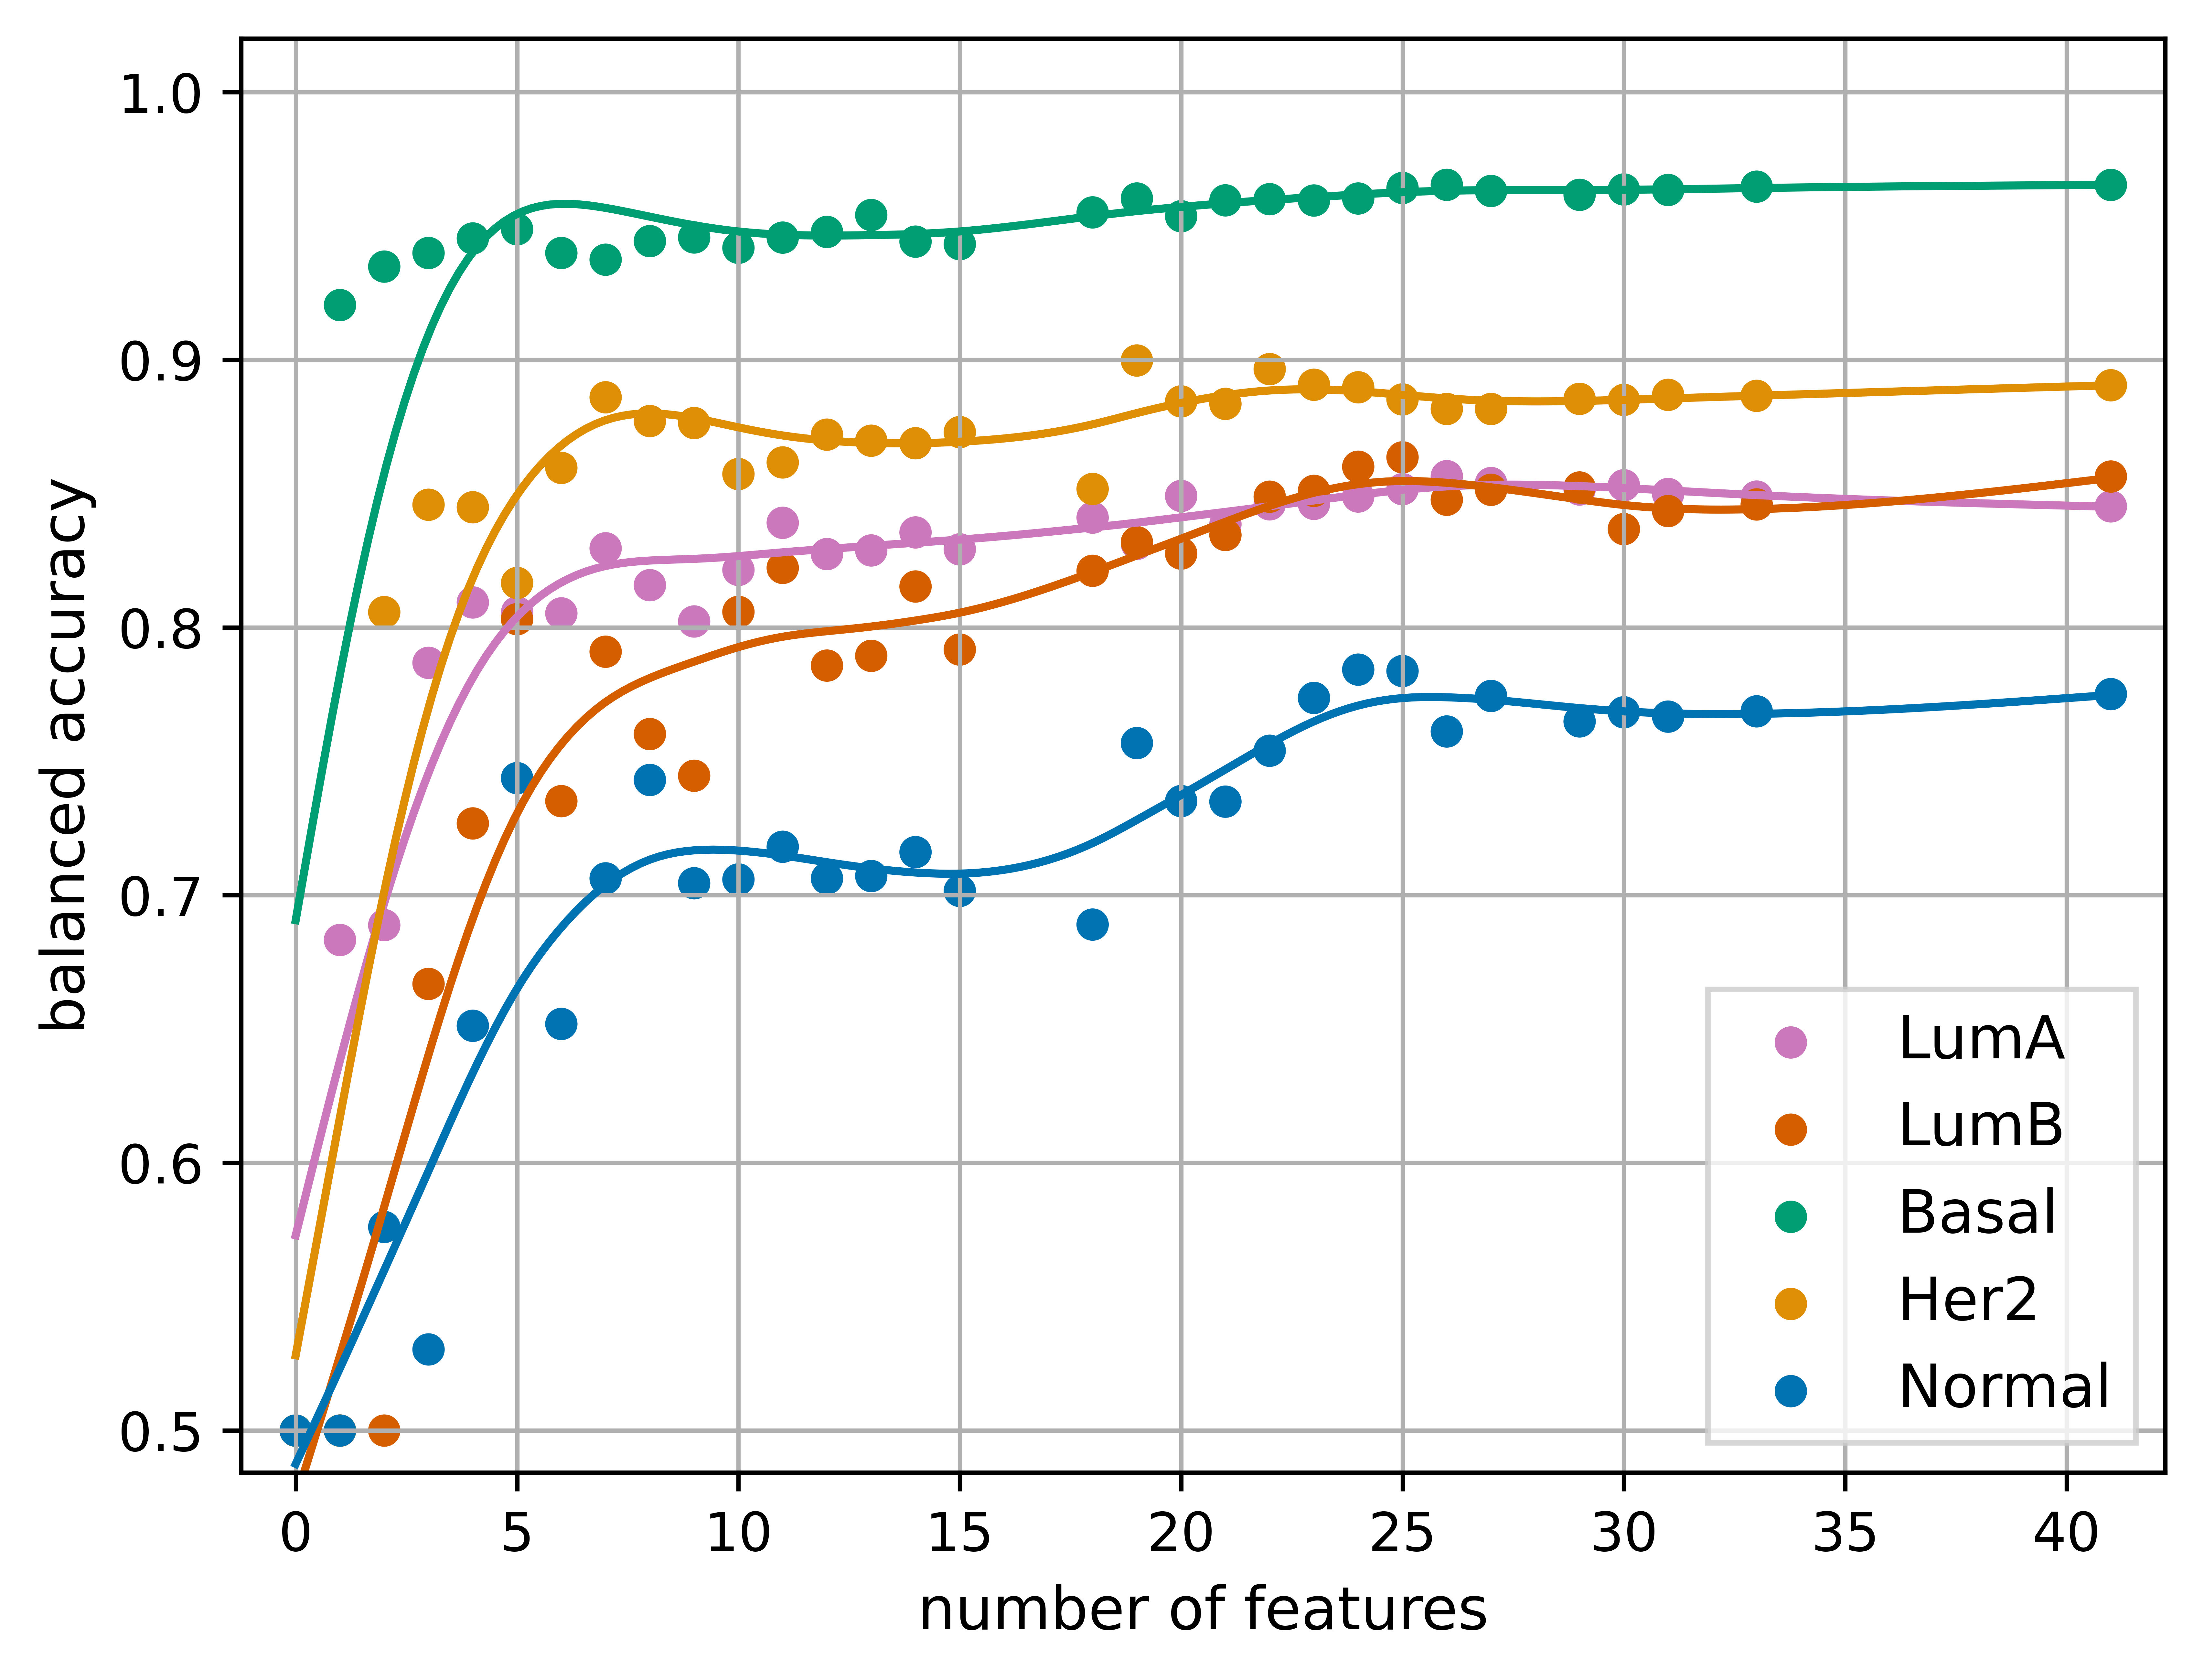 1.0
0.9
0.8
0.7
0.6
0.5
balanced accuracy
0 5 10 15 20 25 30 35 40
number of features
LumA
LumB
Basal
Her2
Normal